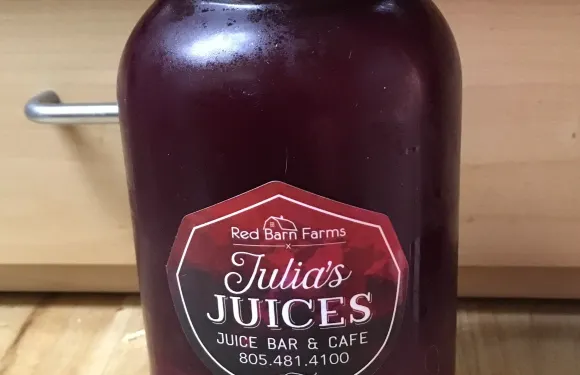 Red Barn Farms
x
Julia's
JUICES
JUICE BAR & CAFE
805.481.4100